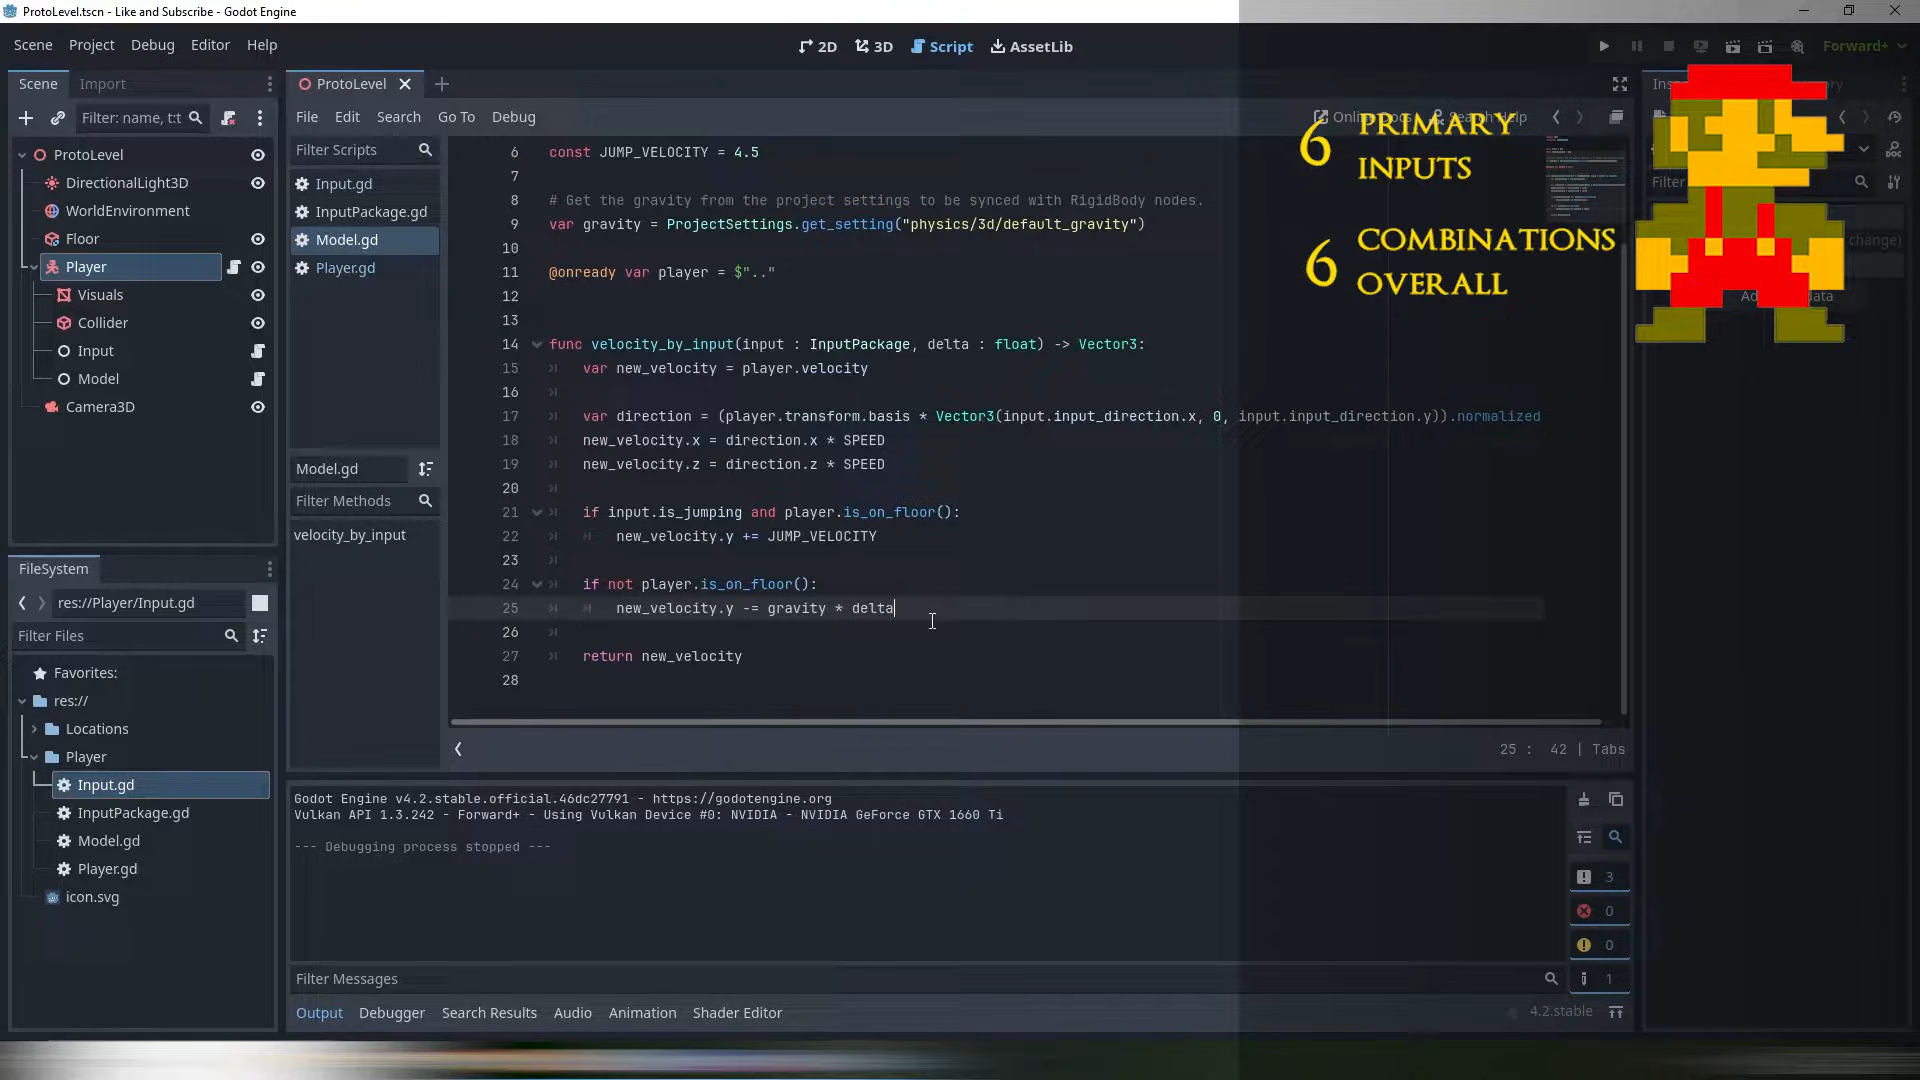 ProtoLevel.tscn - Like and Subscribe - Godot Engine
Scene Project Debug Editor Help
2D 3D Script AssetLib
Forward+
Scene Import
Filter: name, t:t
ProtoLevel
DirectionalLight3D
WorldEnvironment
Floor
Player
Visuals
Collider
Input
Model
Camera3D
FileSystem
res://Player/Input.gd
Filter Files
Favorites:
res://
Locations
Player
Input.gd
InputPackage.gd
Model.gd
Player.gd
icon.svg
ProtoLevel
File Edit Search Go To Debug
Online Docs Search Help
Filter Scripts
Input.gd
InputPackage.gd
Model.gd
Player.gd
Model.gd
Filter Methods
velocity_by_input
6 const JUMP_VELOCITY = 4.5
7
8 # Get the gravity from the project settings to be synced with RigidBody nodes.
9 var gravity = ProjectSettings.get_setting("physics/3d/default_gravity")
10
11 @onready var player = $".."
12
13
14 func velocity_by_input(input : InputPackage, delta : float) -> Vector3:
15 var new_velocity = player.velocity
16
17 var direction = (player.transform.basis * Vector3(input.input_direction.x, 0, input.input_direction.y)).normalized
18 new_velocity.x = direction.x * SPEED
19 new_velocity.z = direction.z * SPEED
20
21 if input.is_jumping and player.is_on_floor():
22 new_velocity.y += JUMP_VELOCITY
23
24 if not player.is_on_floor():
25 new_velocity.y -= gravity * delta
26
27 return new_velocity
28
25 : 42 | Tabs
6 PRIMARY
INPUTS
6 COMBINATIONS
OVERALL
Filter
change)
Godot Engine v4.2.stable.official.46dc27791 - https://godotengine.org
Vulkan API 1.3.242 - Forward+ - Using Vulkan Device #0: NVIDIA - NVIDIA GeForce GTX 1660 Ti
--- Debugging process stopped ---
3
0
0
1
Filter Messages
Output Debugger Search Results Audio Animation Shader Editor
4.2.stable